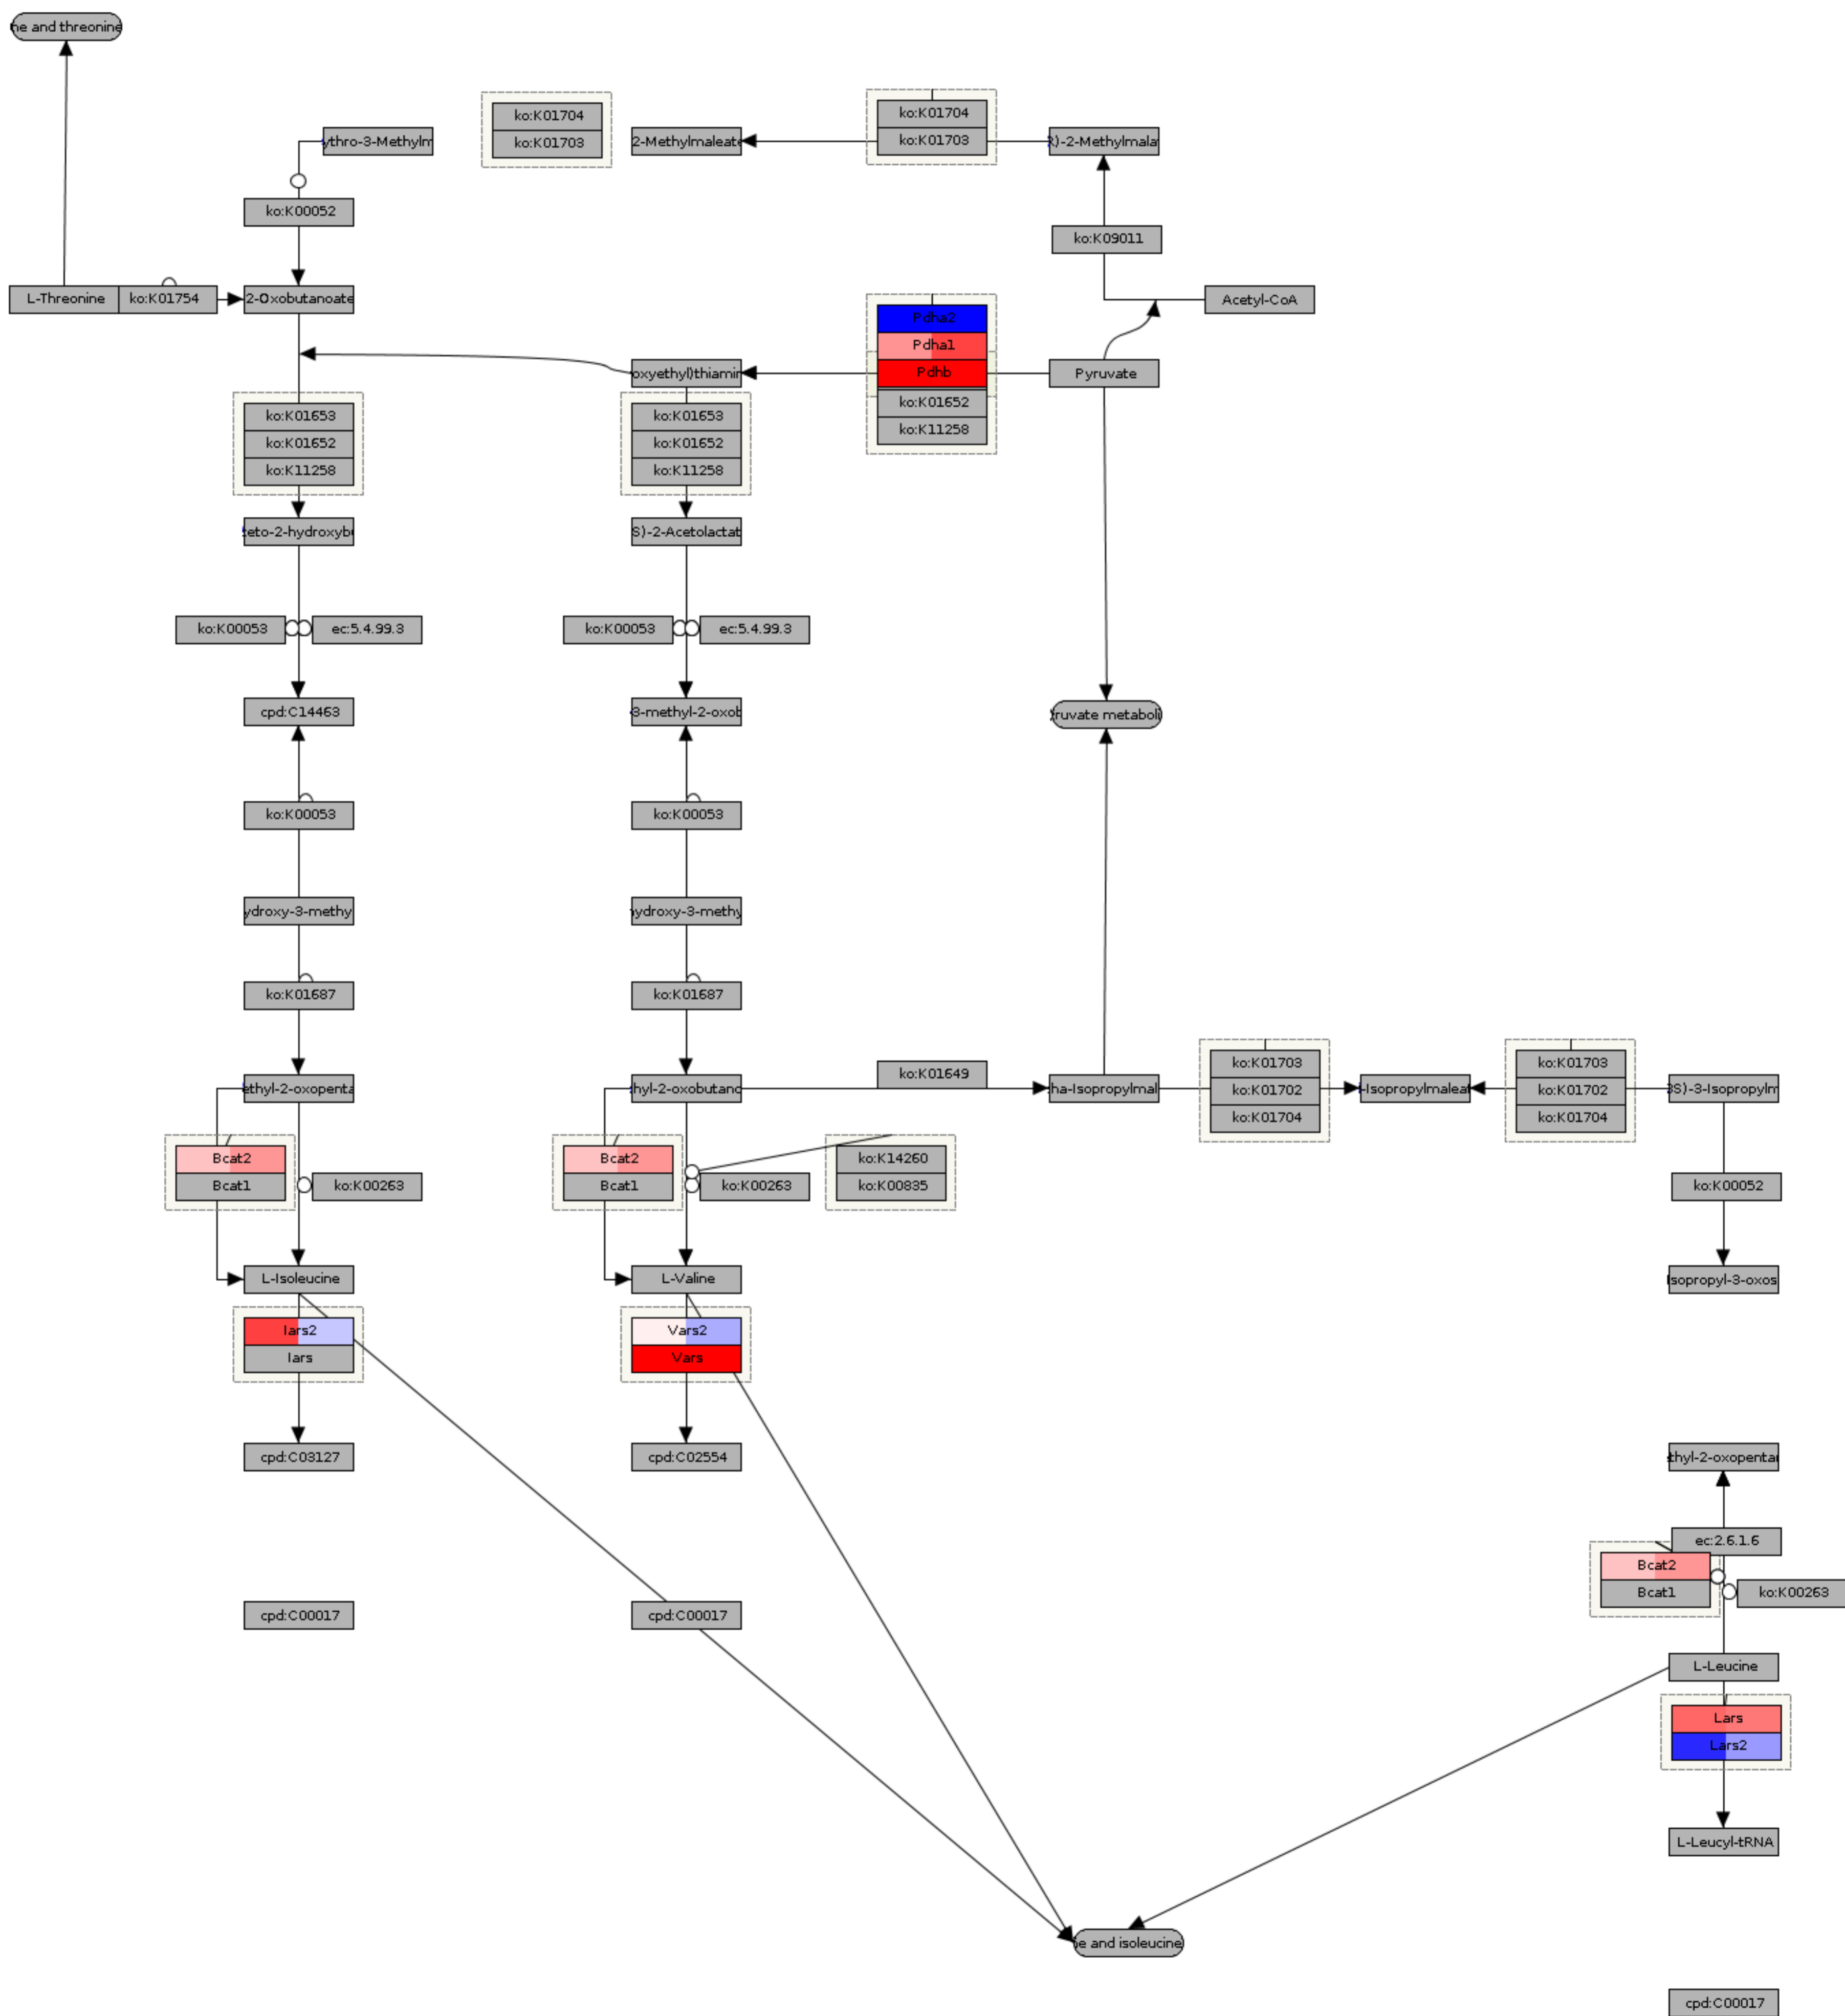 ne and threonine
ko:K01704
ko:K01703
ko:K01704
ko:K01703
ythro-3-Methylm
2-Methylmaleate
R)-2-Methylmalat
ko:K00052
ko:K09011
L-Threonine
ko:K01754
2-Oxobutanoate
Acetyl-CoA
Pdha2
Pdha1
Pdhb
ko:K01652
ko:K11258
oxyethyl)thiamin
Pyruvate
ko:K01653
ko:K01652
ko:K11258
ko:K01653
ko:K01652
ko:K11258
ceto-2-hydroxybu
S)-2-Acetolactat
ko:K00053
ec:5.4.99.3
ko:K00053
ec:5.4.99.3
cpd:C14463
-3-methyl-2-oxob
yruvate metaboli
ko:K00053
ko:K00053
ydroxy-3-methy
hydroxy-3-methy
ko:K01687
ko:K01687
ethyl-2-oxopenta
thyl-2-oxobutano
ko:K01649
ha-Isopropylmal
ko:K01703
ko:K01702
ko:K01704
-Isopropylmaleat
ko:K01703
ko:K01702
ko:K01704
3S)-3-Isopropylm
Bcat2
Bcat1
ko:K00263
Bcat2
Bcat1
ko:K00263
ko:K14260
ko:K00835
ko:K00052
L-Isoleucine
L-Valine
Isopropyl-3-oxos
Iars2
Iars
Vars2
Vars
cpd:C03127
cpd:C02554
thyl-2-oxopentan
ec:2.6.1.6
Bcat2
Bcat1
ko:K00263
cpd:C00017
cpd:C00017
L-Leucine
Lars
Lars2
L-Leucyl-tRNA
ne and isoleucine
cpd:C00017